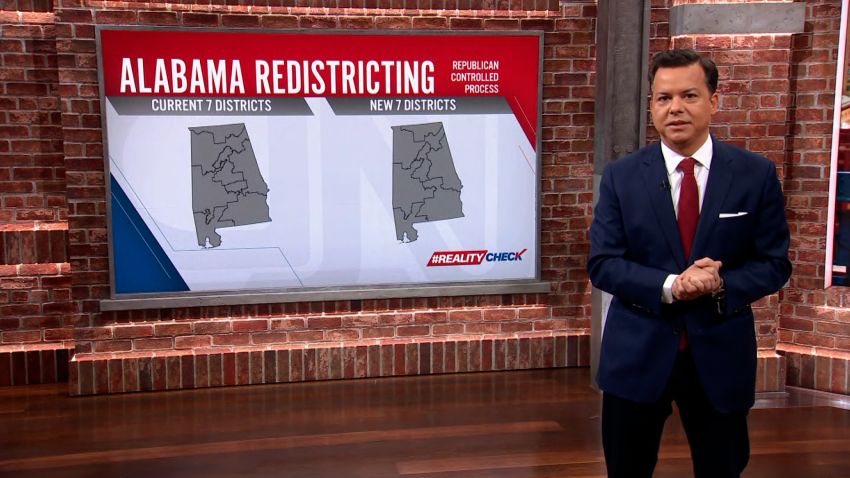 ALABAMA REDISTRICTING
REPUBLICAN
CONTROLLED
PROCESS
CURRENT 7 DISTRICTS
NEW 7 DISTRICTS
#REALITYCHECK